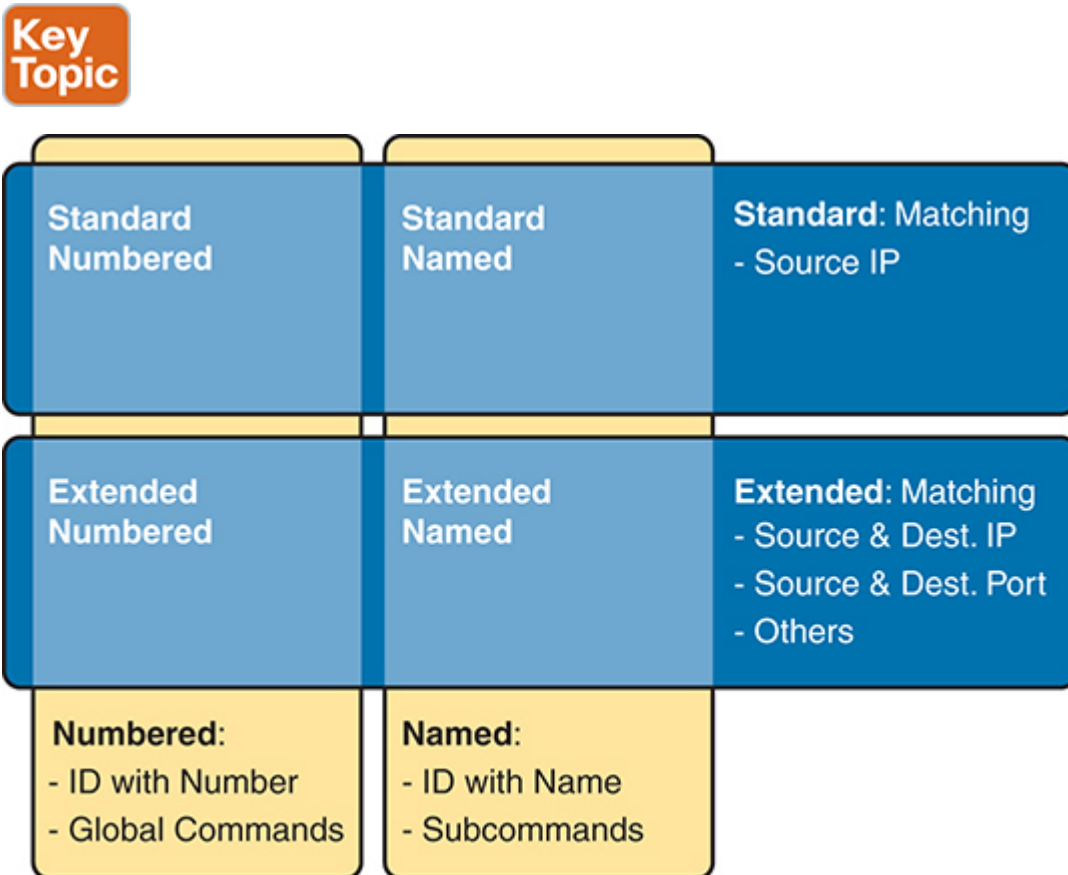 Key
Topic
Standard
Numbered
Standard
Named
Standard: Matching
- Source IP
Extended
Numbered
Extended
Named
Extended: Matching
- Source & Dest. IP
- Source & Dest. Port
- Others
Numbered:
- ID with Number
- Global Commands
Named:
- ID with Name
- Subcommands